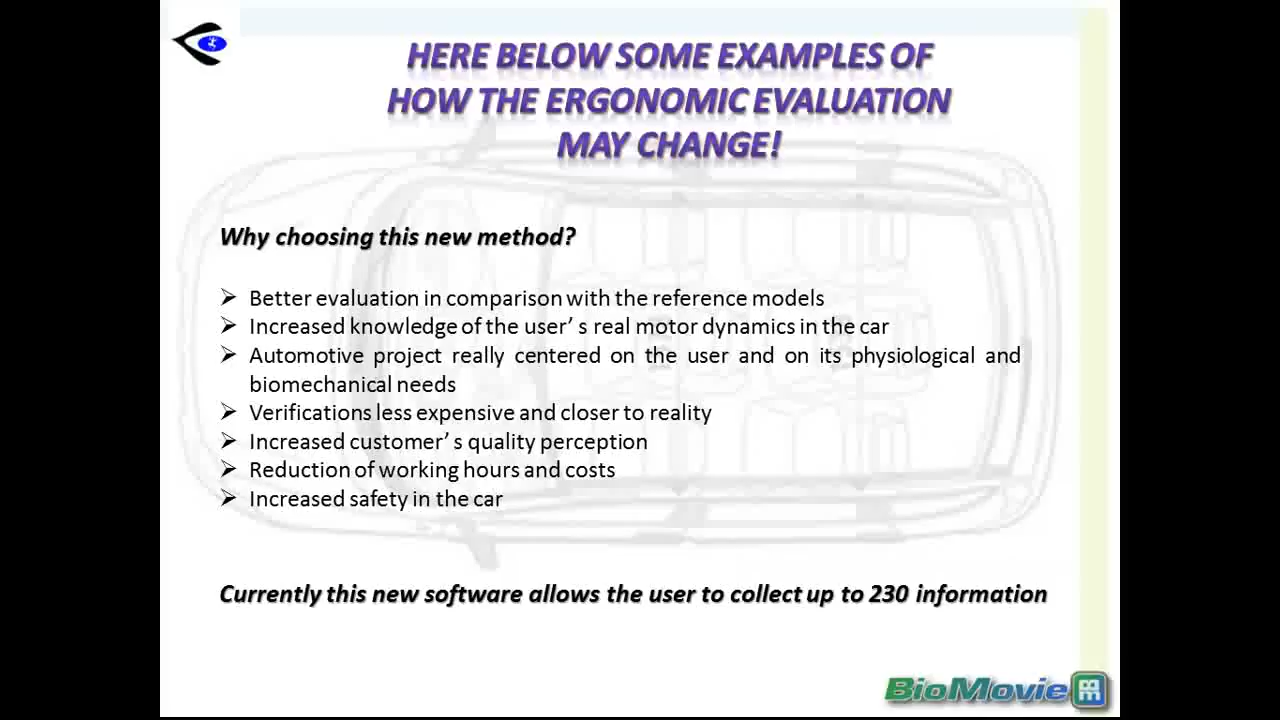 HERE BELOW SOME EXAMPLES OF
HOW THE ERGONOMIC EVALUATION
MAY CHANGE!
Why choosing this new method?
Better evaluation in comparison with the reference models
Increased knowledge of the user's real motor dynamics in the car
Automotive project really centered on the user and on its physiological and
biomechanical needs
Verifications less expensive and closer to reality
Increased customer's quality perception
Reduction of working hours and costs
Increased safety in the car
Currently this new software allows the user to collect up to 230 information
BioMovie